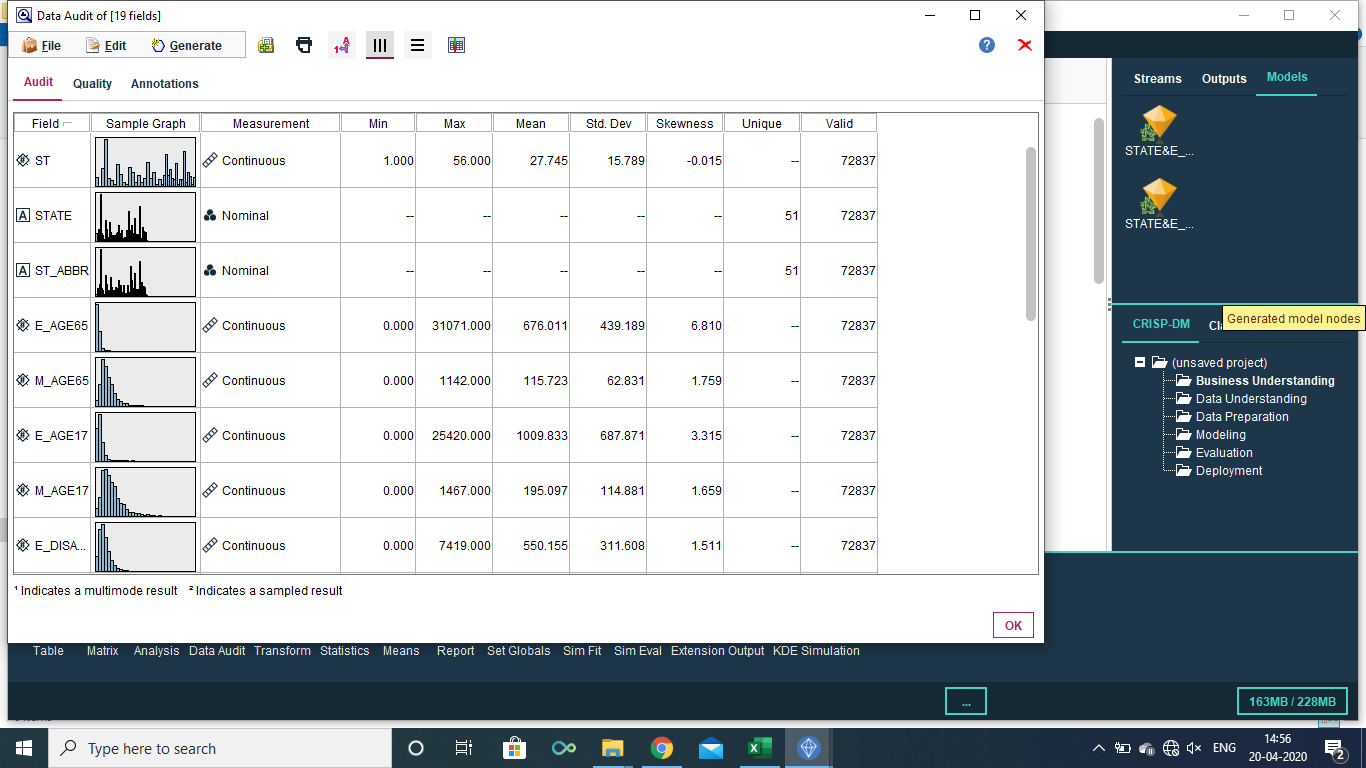 Data Audit of [19 fields]
File Edit Generate
Audit Quality Annotations
Field Sample Graph Measurement Min Max Mean Std. Dev Skewness Unique Valid
ST Continuous 1.000 56.000 27.745 15.789 -0.015 -- 72837
A STATE Nominal -- -- -- -- -- 51 72837
A ST_ABBR Nominal -- -- -- -- -- 51 72837
E_AGE65 Continuous 0.000 31071.000 676.011 439.189 6.810 -- 72837
M_AGE65 Continuous 0.000 1142.000 115.723 62.831 1.759 -- 72837
E_AGE17 Continuous 0.000 25420.000 1009.833 687.871 3.315 -- 72837
M_AGE17 Continuous 0.000 1467.000 195.097 114.881 1.659 -- 72837
E_DISA... Continuous 0.000 7419.000 550.155 311.608 1.511 -- 72837
¹ Indicates a multimode result ² Indicates a sampled result
OK
Streams Outputs Models
STATE&E_...
STATE&E_...
Generated model nodes
CRISP-DM
(unsaved project)
Business Understanding
Data Understanding
Data Preparation
Modeling
Evaluation
Deployment
Table Matrix Analysis Data Audit Transform Statistics Means Report Set Globals Sim Fit Sim Eval Extension Output KDE Simulation
... 163MB / 228MB
Type here to search
ENG
14:56
20-04-2020
2